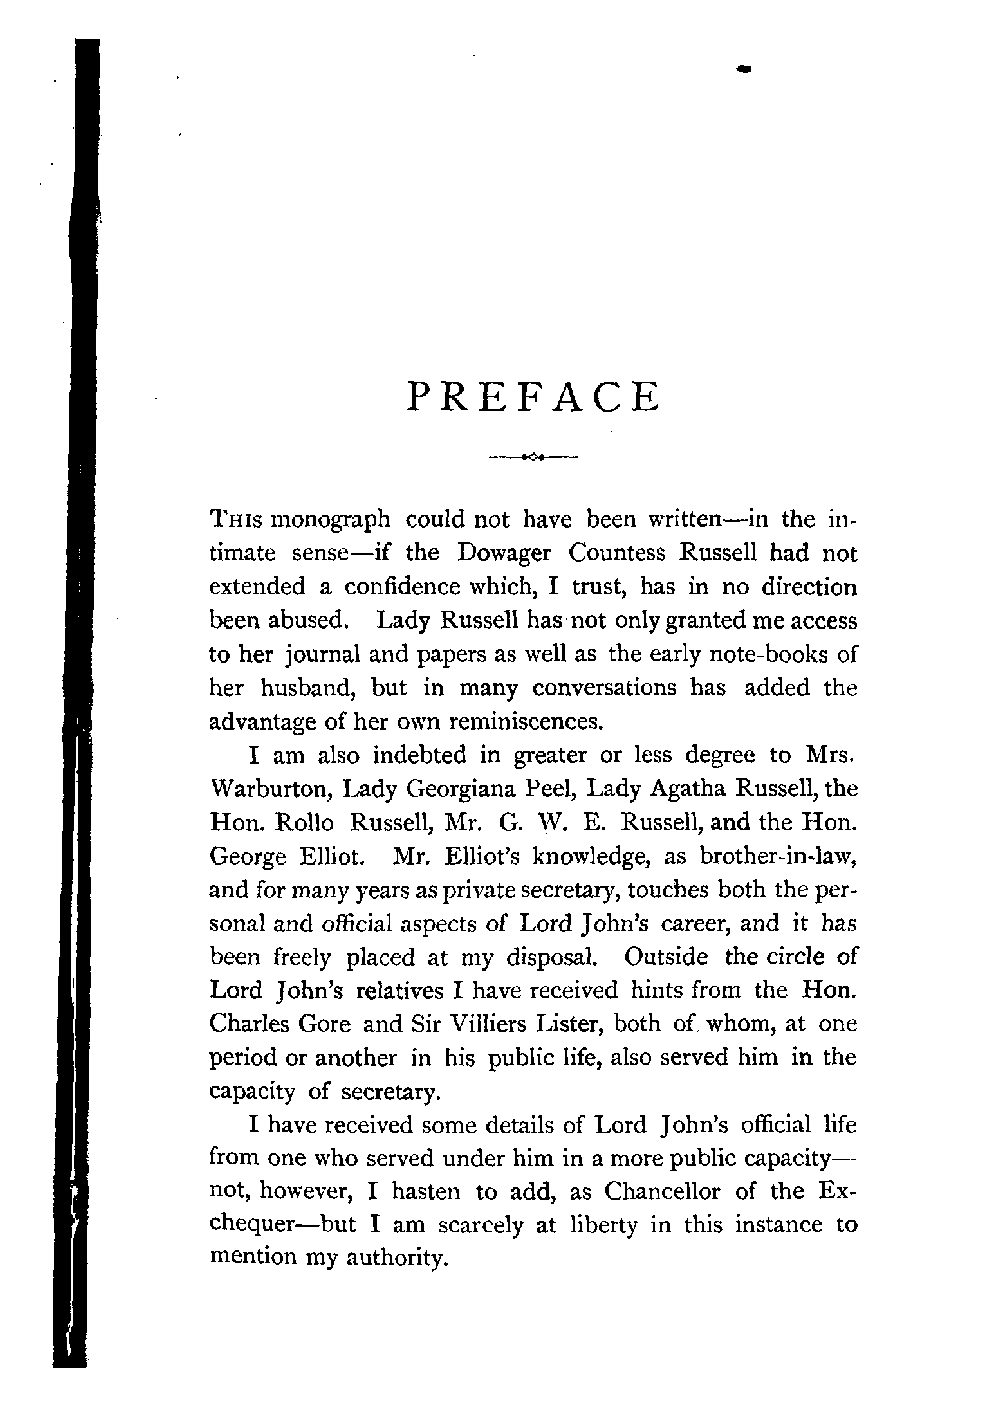 PREFACE
THIS monograph could not have been written—in the in-
timate sense—if the Dowager Countess Russell had not
extended a confidence which, I trust, has in no direction
been abused. Lady Russell has not only granted me access
to her journal and papers as well as the early note-books of
her husband, but in many conversations has added the
advantage of her own reminiscences.
I am also indebted in greater or less degree to Mrs.
Warburton, Lady Georgiana Peel, Lady Agatha Russell, the
Hon. Rollo Russell, Mr. G. W. E. Russell, and the Hon.
George Elliot. Mr. Elliot's knowledge, as brother-in-law,
and for many years as private secretary, touches both the per-
sonal and official aspects of Lord John's career, and it has
been freely placed at my disposal. Outside the circle of
Lord John's relatives I have received hints from the Hon.
Charles Gore and Sir Villiers Lister, both of whom, at one
period or another in his public life, also served him in the
capacity of secretary.
I have received some details of Lord John's official life
from one who served under him in a more public capacity—
not, however, I hasten to add, as Chancellor of the Ex-
chequer—but I am scarcely at liberty in this instance to
mention my authority.